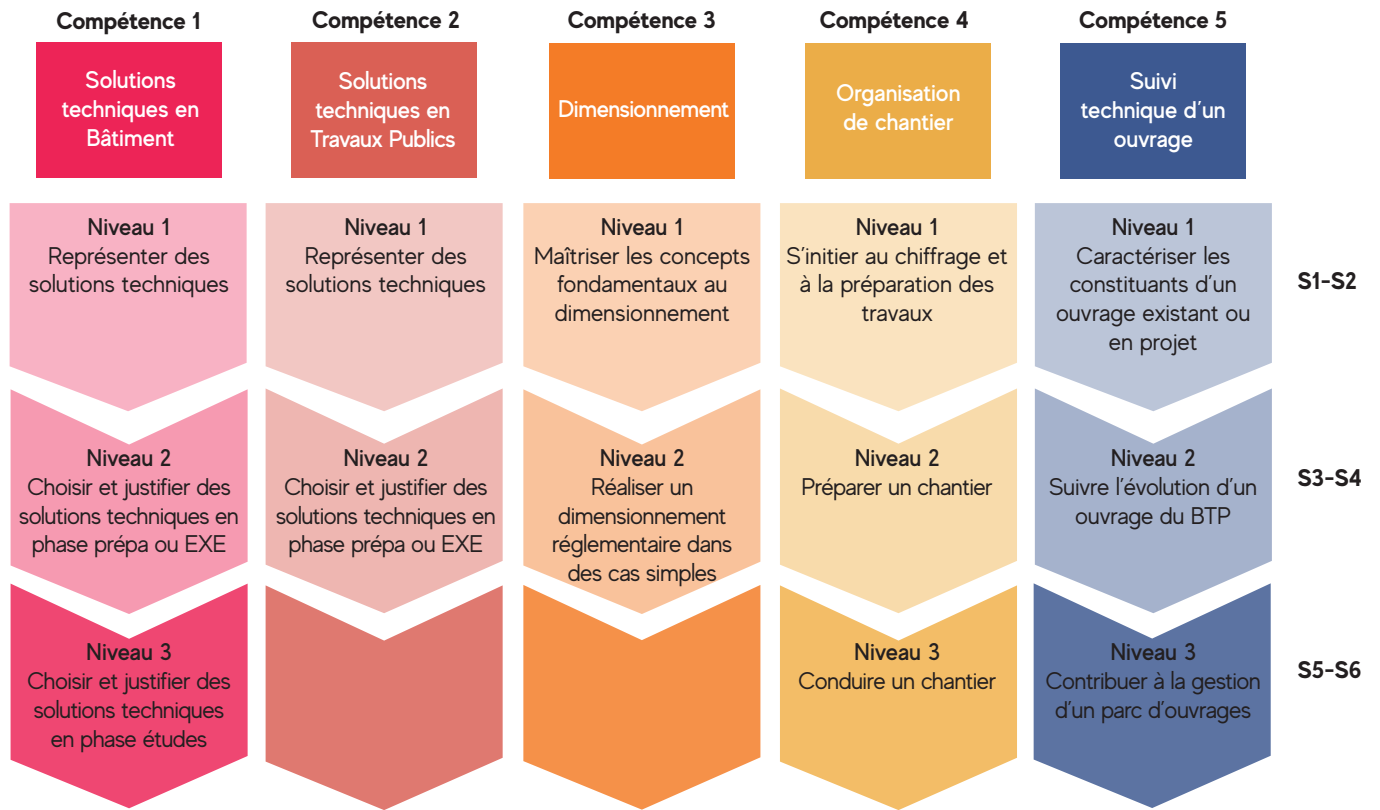 Compétence 1
Compétence 2
Compétence 3
Compétence 4
Compétence 5
Solutions
techniques en
Bâtiment
Solutions
techniques en
Travaux Publics
Dimensionnement
Organisation
de chantier
Suivi
technique d'un
ouvrage
Niveau 1
Représenter des
solutions techniques
Niveau 1
Représenter des
solutions techniques
Niveau 1
Maîtriser les concepts
fondamentaux au
dimensionnement
Niveau 1
S'initier au chiffrage et
à la préparation des
travaux
Niveau 1
Caractériser les
constituants d'un
ouvrage existant ou
en projet
S1-S2
Niveau 2
Choisir et justifier des
solutions techniques en
phase prépa ou EXE
Niveau 2
Choisir et justifier des
solutions techniques en
phase prépa ou EXE
Niveau 2
Réaliser un
dimensionnement
réglementaire dans
des cas simples
Niveau 2
Préparer un chantier
Niveau 2
Suivre l'évolution d'un
ouvrage du BTP
S3-S4
Niveau 3
Choisir et justifier des
solutions techniques
en phase études
Niveau 3
Conduire un chantier
Niveau 3
Contribuer à la gestion
d'un parc d'ouvrages
S5-S6